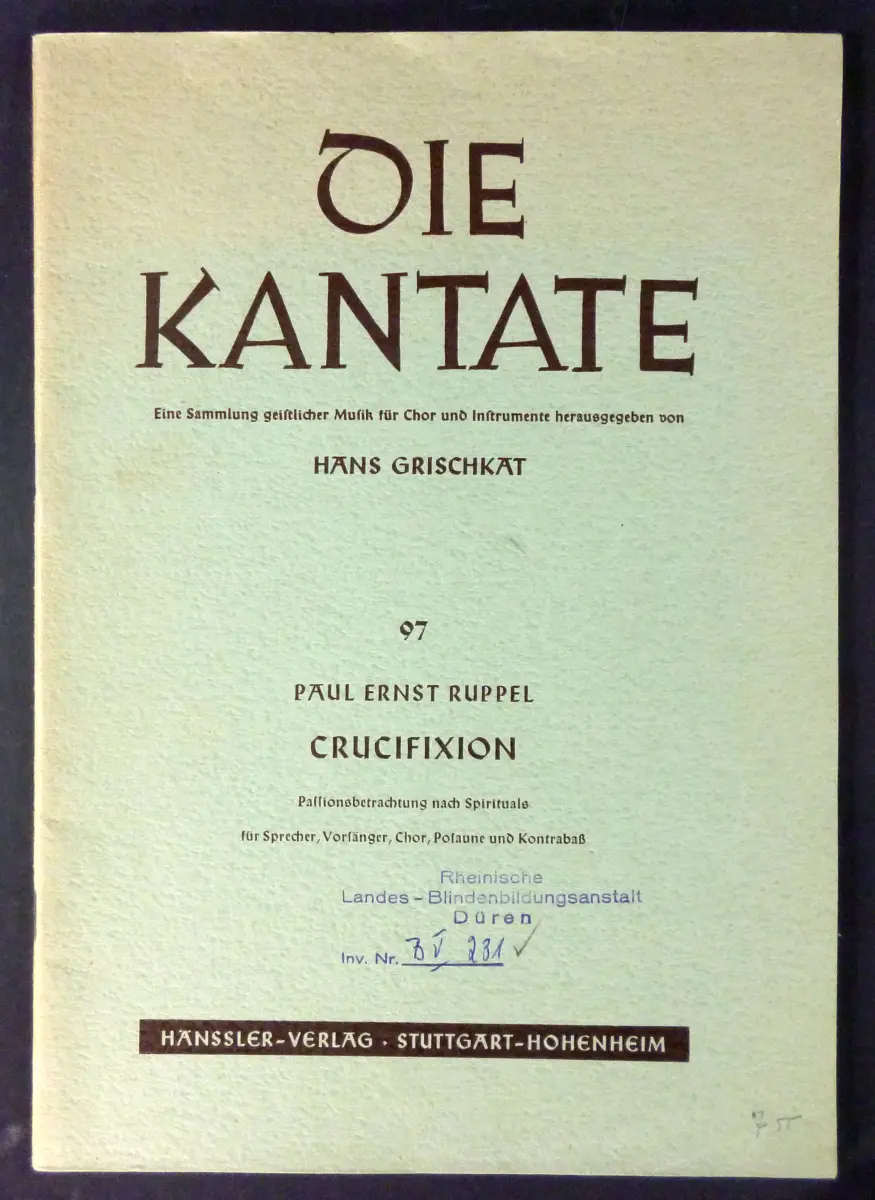 DIE
KANTATE
Eine Sammlung geiſtlicher Muſik für Chor und Inſtrumente herausgegeben von
HANS GRISCHKAT
97
PAUL ERNST RUPPEL
CRUCIFIXION
Paſſionsbetrachtung nach Spirituals
für Sprecher, Vorſänger, Chor, Poſaune und Kontrabaß
Rheinische
Landes-Blindenbildungsanstalt
Düren
Inv. Nr. B V 231 ✓
HÄNSSLER-VERLAG · STUTTGART-HOHENHEIM